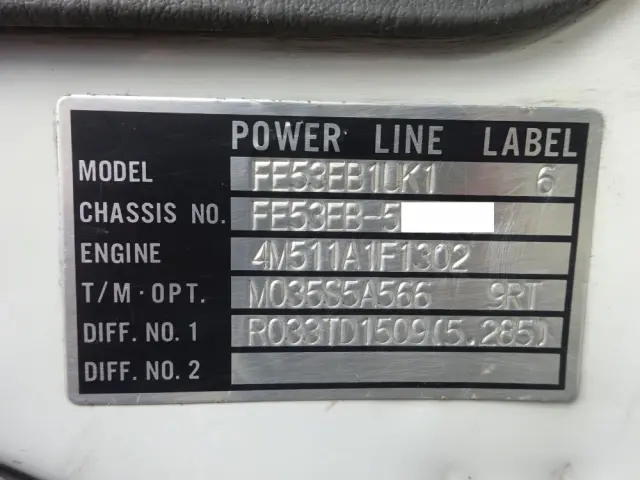 POWER LINE LABEL
MODEL FE53EB1UK1 6
CHASSIS NO. FE53EB-5
ENGINE 4M511A1F1302
T/M·OPT. M035S5A566 9RT
DIFF. NO. 1 R033TD1509(5.285)
DIFF. NO. 2